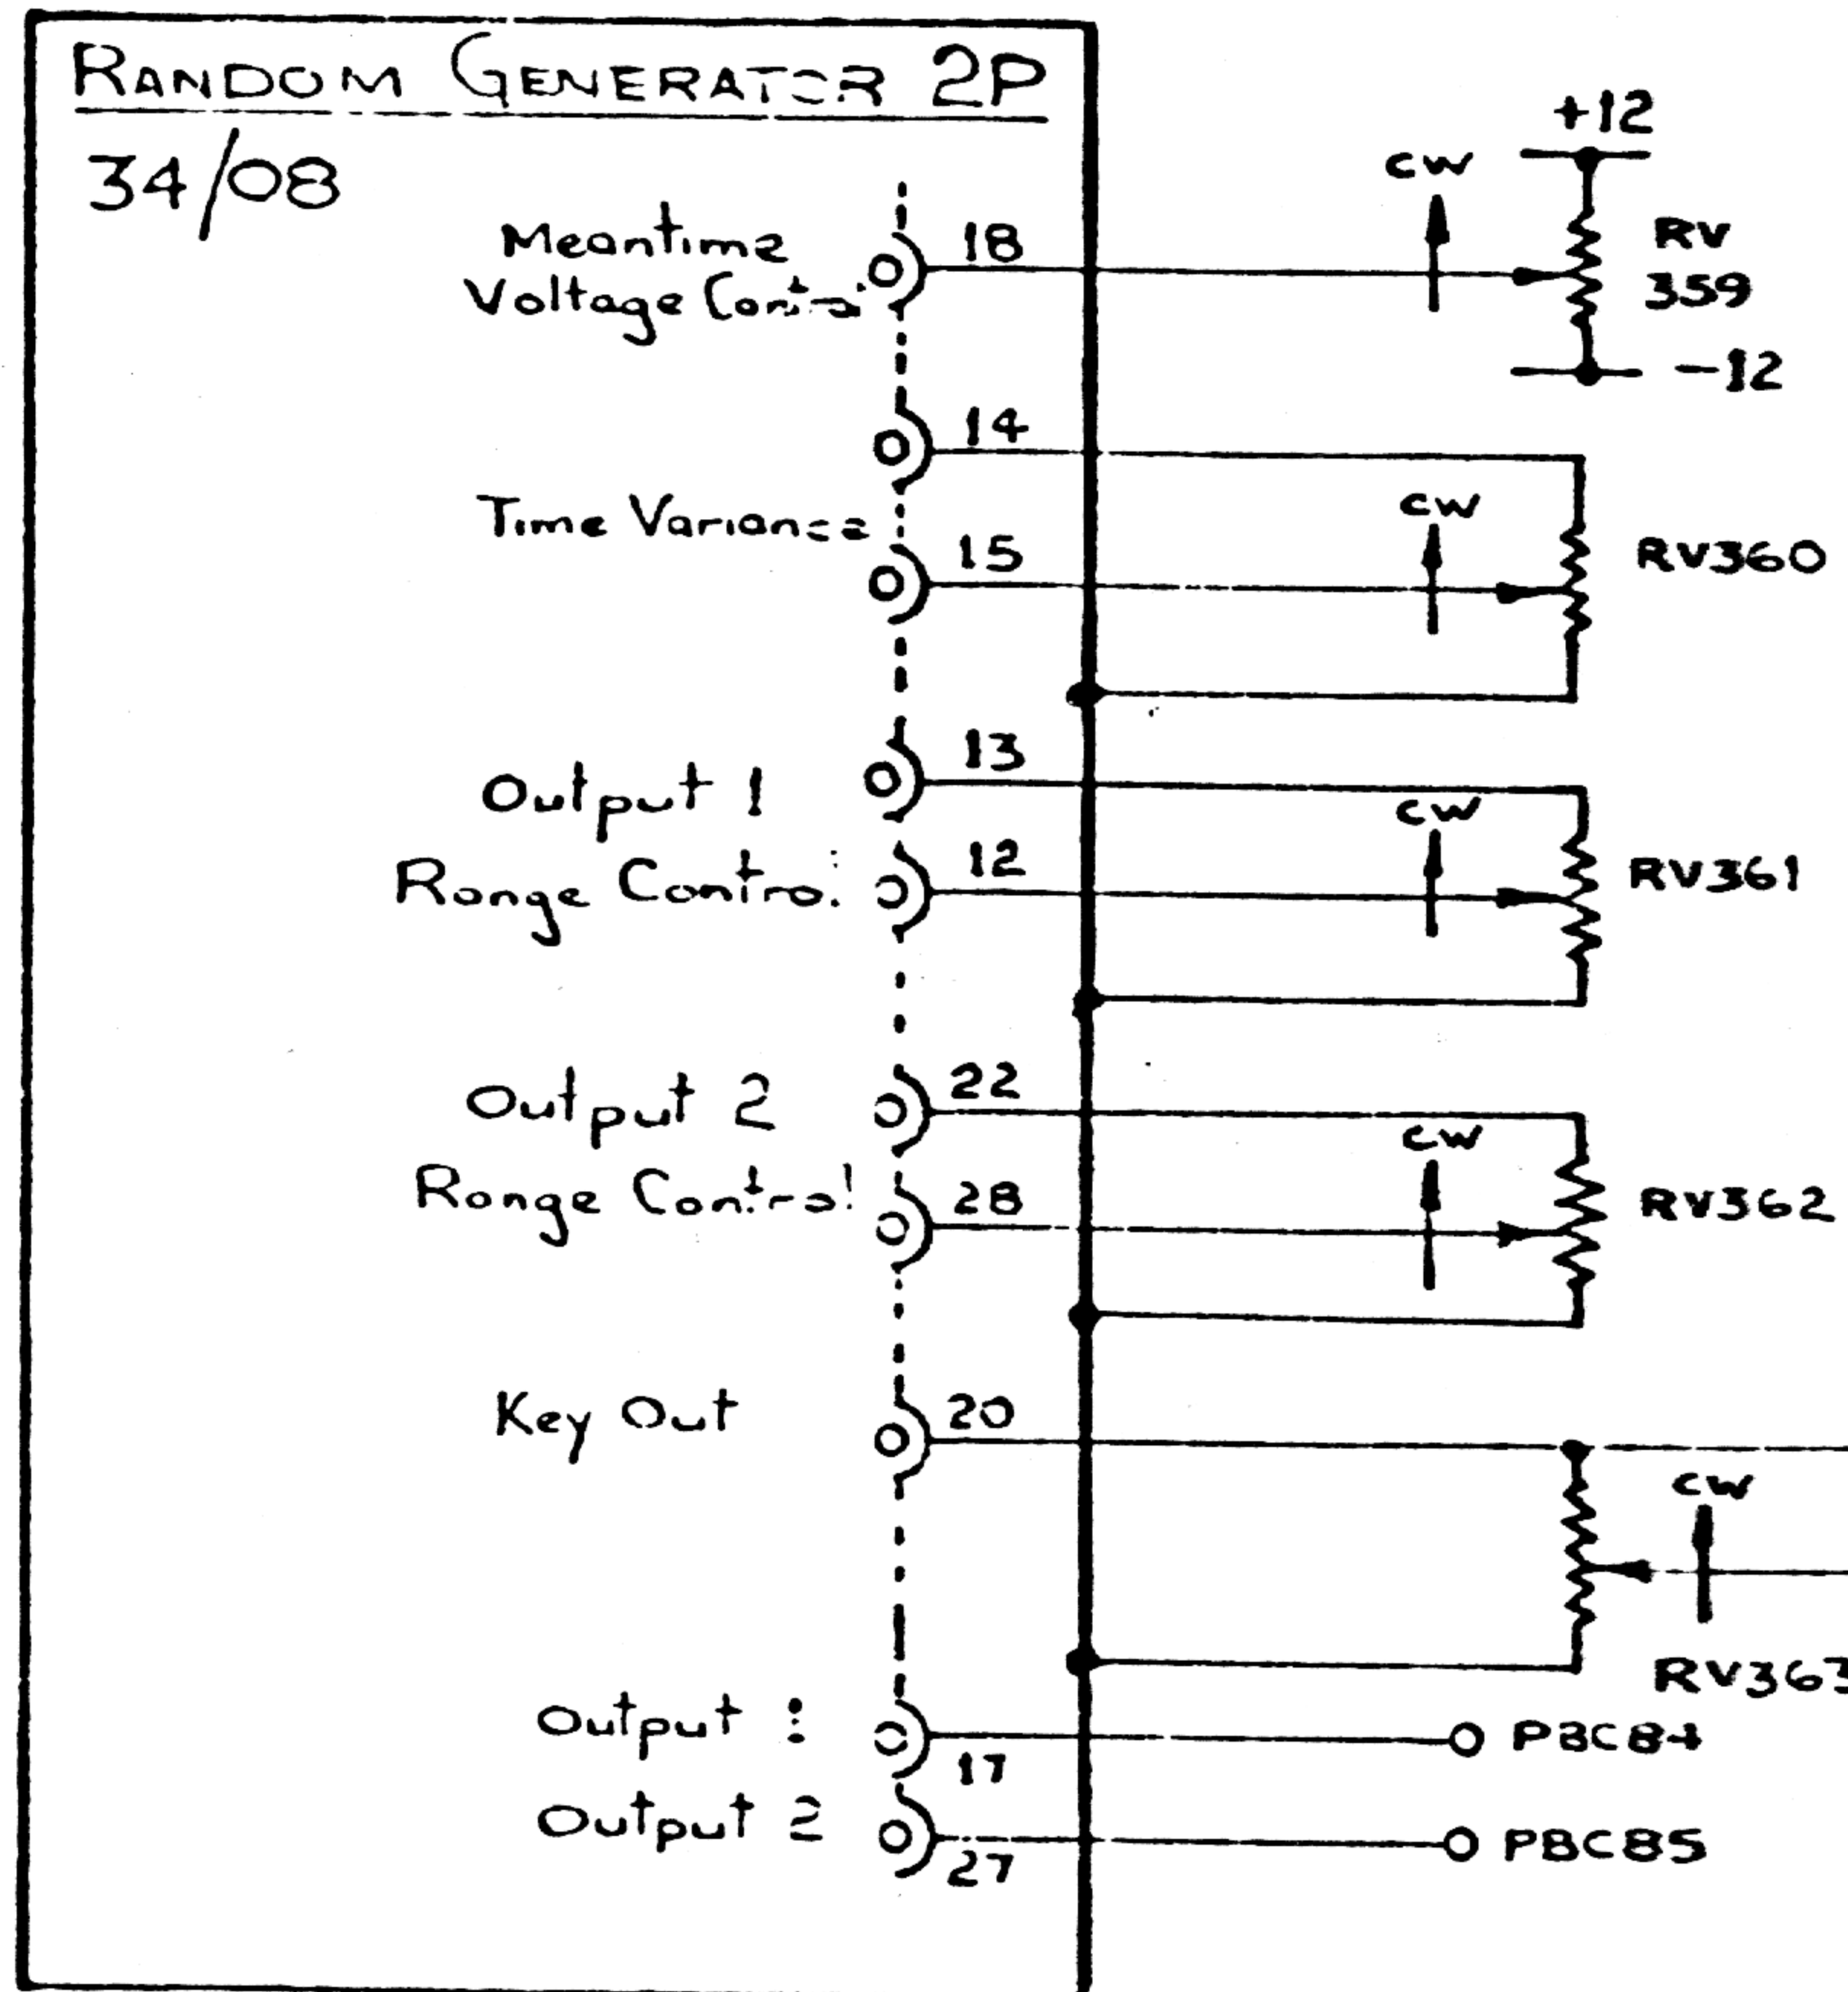 RANDOM GENERATOR 2P
34/08
+12
CW
Meantime
Voltage Control
18
RV
359
-12
14
CW
Time Variance
15
RV360
13
Output 1
CW
12
Range Control
RV361
22
Output 2
CW
28
Range Control
RV362
Key Out
20
CW
RV363
Output 1
17
PBC84
Output 2
27
PBC85